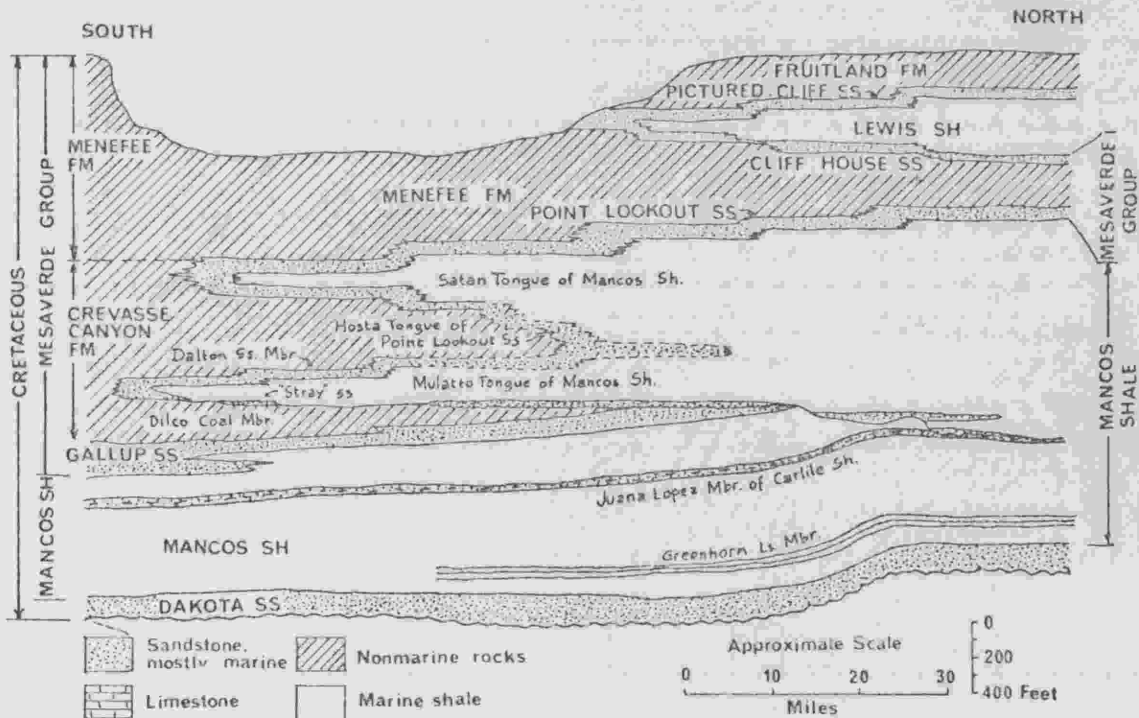 SOUTH
NORTH
FRUITLAND FM
PICTURED CLIFF SS
LEWIS SH
CLIFF HOUSE SS
MENEFEE
FM
MENEFEE FM
POINT LOOKOUT SS
Satan Tongue of Mancos Sh.
CREVASSE
CANYON
FM
Hosta Tongue of
Point Lookout Ss
Dalton Ss. Mbr
Mulatto Tongue of Mancos Sh.
"Stray" ss
Dilco Coal Mbr.
GALLUP SS
Juana Lopez Mbr. of Carlile Sh.
MANCOS SH
Greenhorn Ls Mbr.
DAKOTA SS
CRETACEOUS
MESAVERDE GROUP
MANCOS SH
MESAVERDE
GROUP
MANCOS
SHALE
Sandstone,
mostly marine
Nonmarine rocks
Limestone
Marine shale
Approximate Scale
0 10 20 30
Miles
0
200
400 Feet